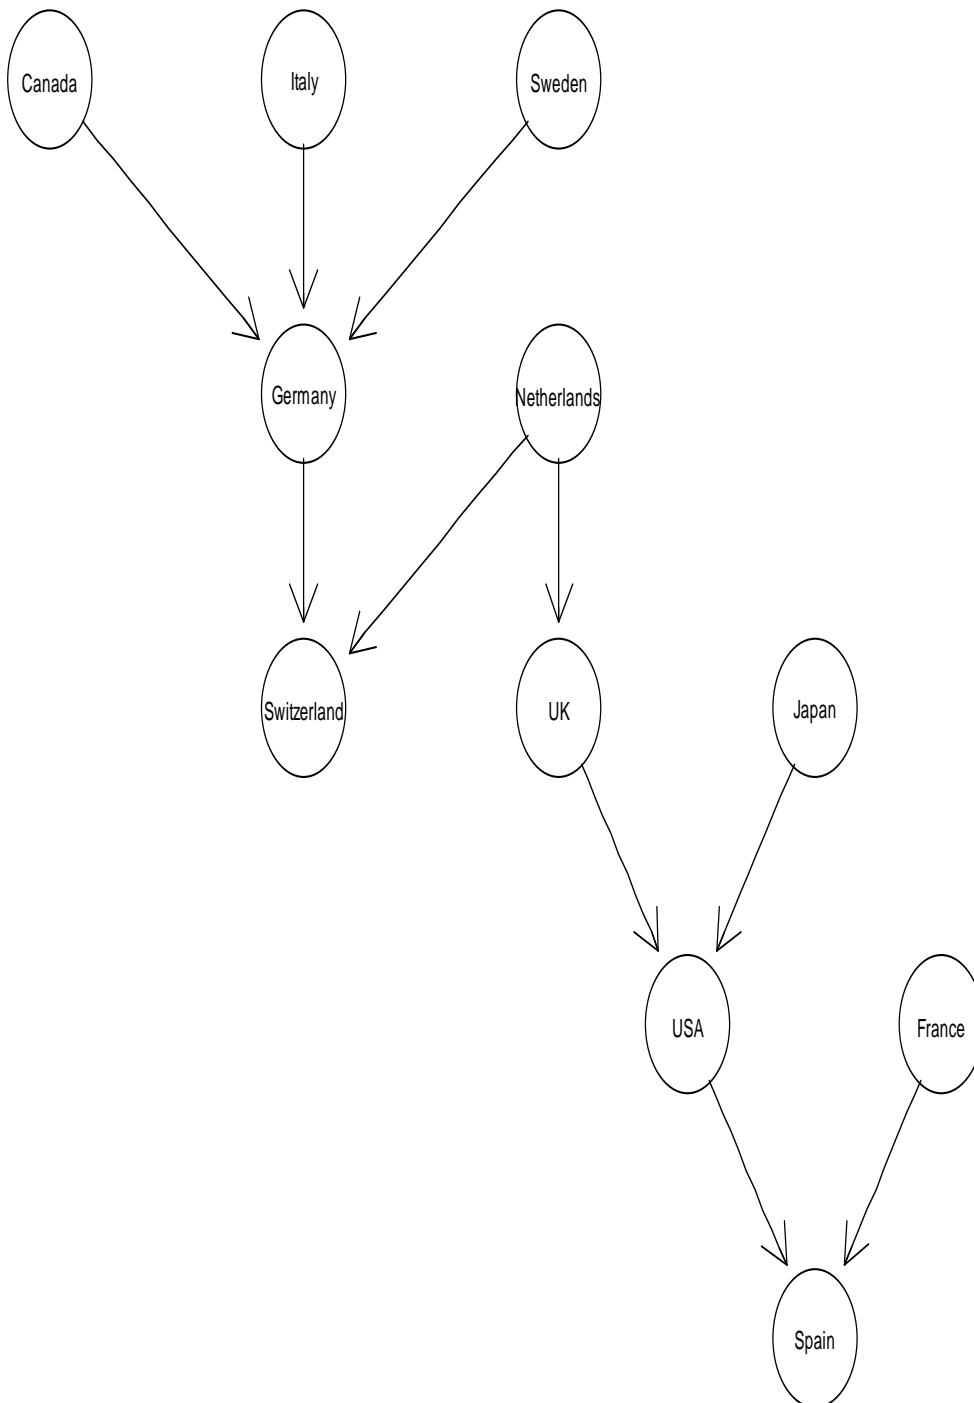 Canada
Italy
Sweden
Germany
Netherlands
Switzerland
UK
Japan
USA
France
Spain